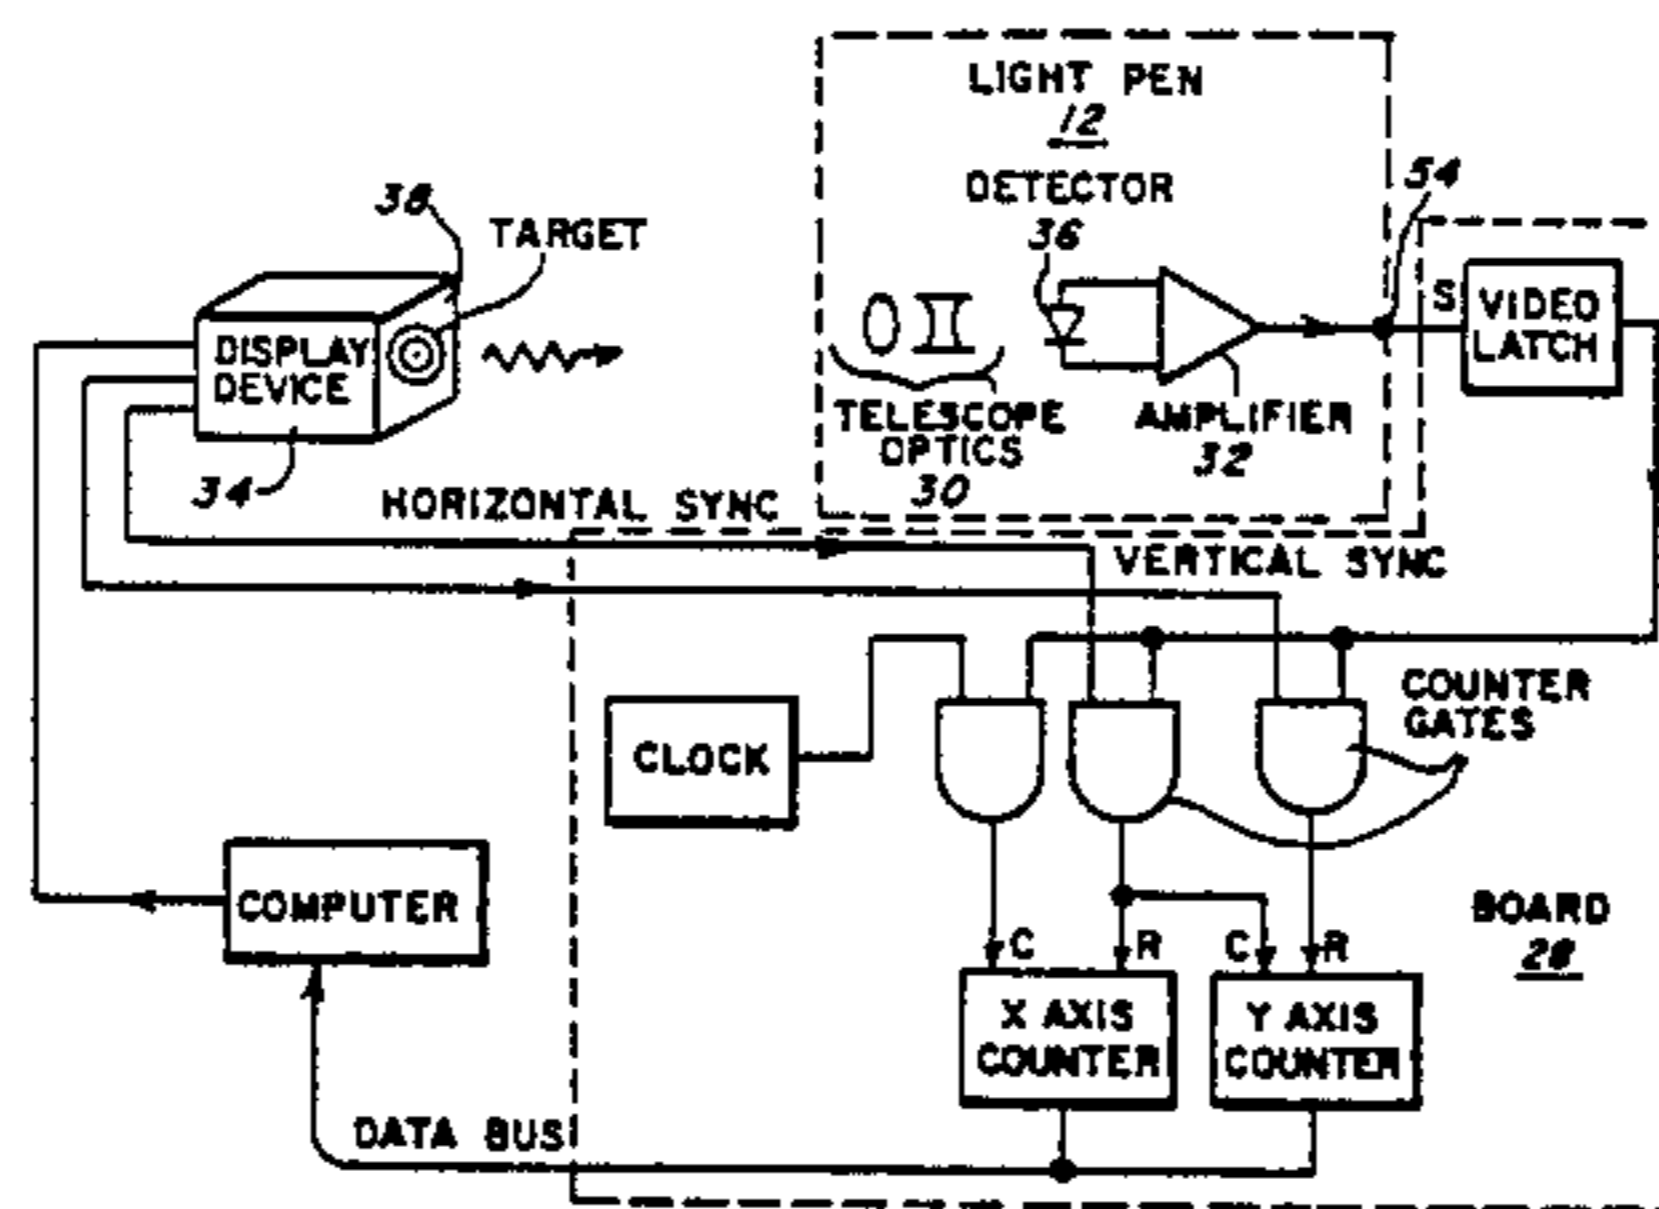 LIGHT PEN
12
DETECTOR
36
54
38
TARGET
S
VIDEO
LATCH
DISPLAY
DEVICE
34
TELESCOPE
OPTICS
30
AMPLIFIER
32
HORIZONTAL SYNC
VERTICAL SYNC
COUNTER
GATES
CLOCK
COMPUTER
BOARD
28
C
R
C
R
X AXIS
COUNTER
Y AXIS
COUNTER
DATA BUS